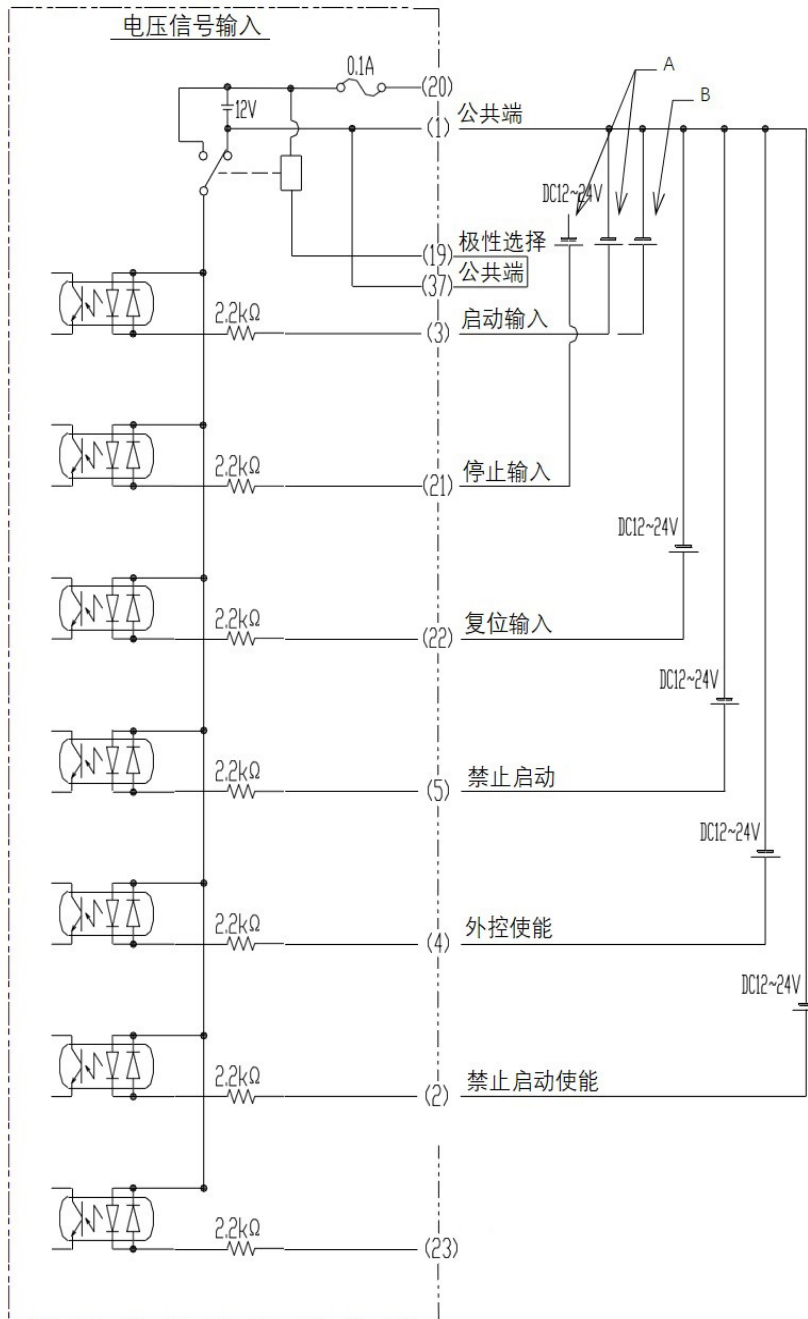 电压信号输入
0.1A
(20)
A
12V
(1) 公共端
B
DC12~24V
(19) 极性选择
(37) 公共端
2.2kΩ
(3) 启动输入
2.2kΩ
(21) 停止输入
DC12~24V
2.2kΩ
(22) 复位输入
DC12~24V
2.2kΩ
(5) 禁止启动
DC12~24V
2.2kΩ
(4) 外控使能
DC12~24V
2.2kΩ
(2) 禁止启动使能
2.2kΩ
(23)